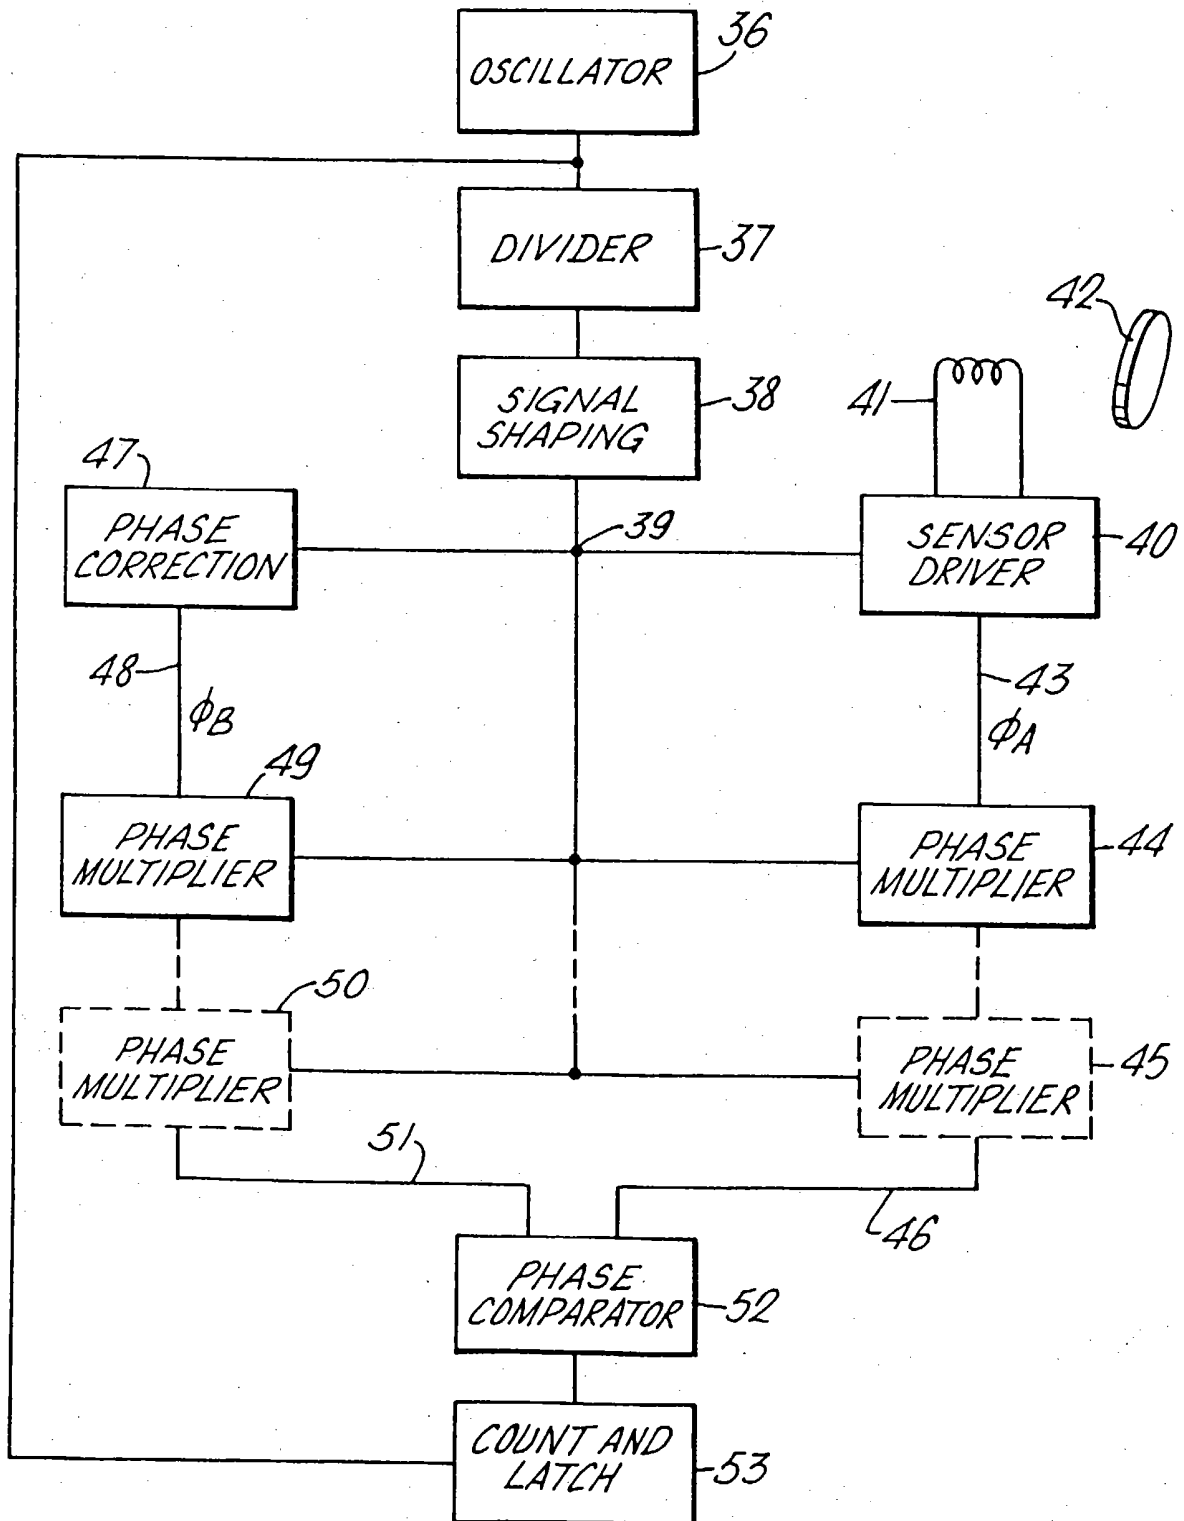 OSCILLATOR
36
DIVIDER
37
42
SIGNAL
SHAPING
38
41
47
PHASE
CORRECTION
39
SENSOR
DRIVER
40
48
ϕB
43
ϕA
49
PHASE
MULTIPLIER
PHASE
MULTIPLIER
44
50
PHASE
MULTIPLIER
PHASE
MULTIPLIER
45
51
46
PHASE
COMPARATOR
52
COUNT AND
LATCH
53